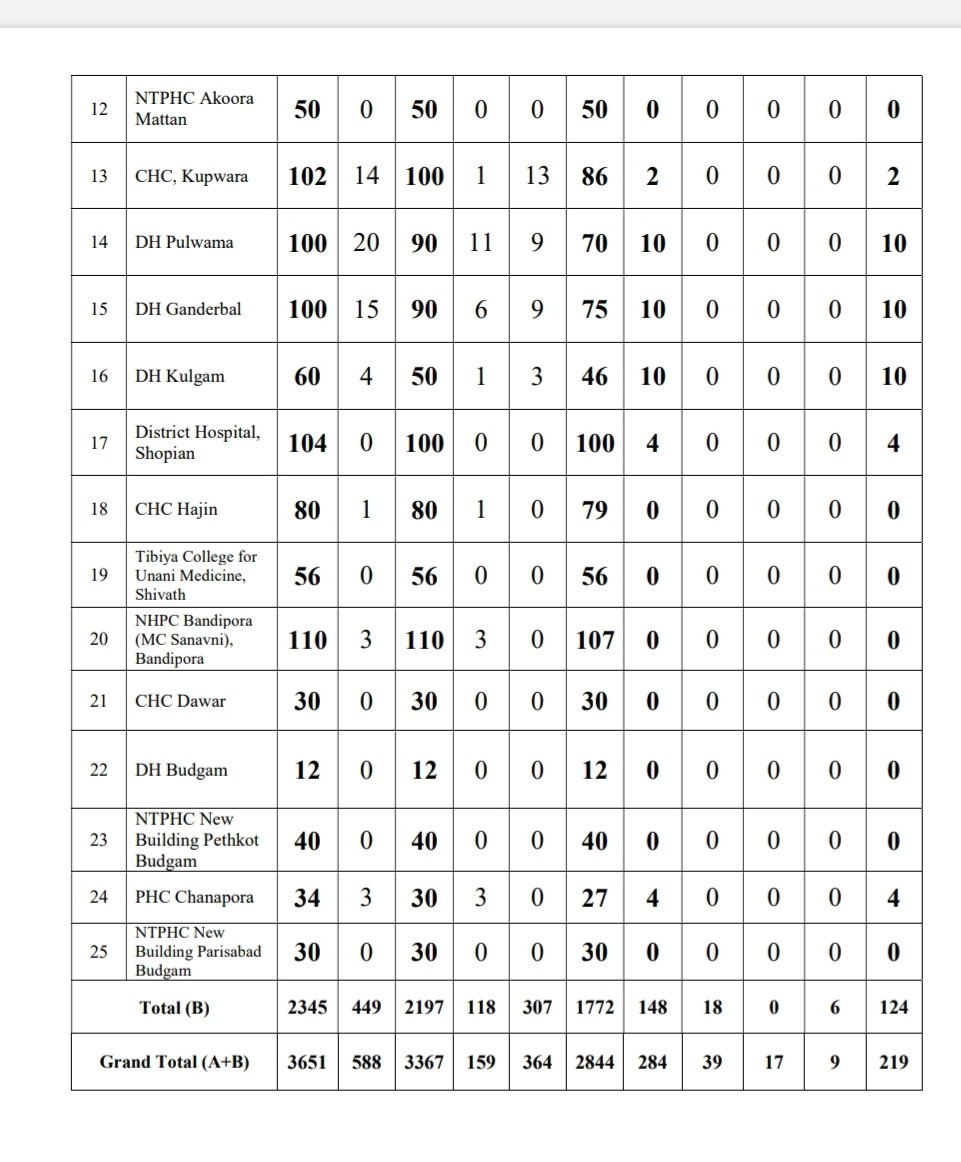 12 NTPHC Akoora Mattan 50 0 50 0 0 50 0 0 0 0 0
13 CHC, Kupwara 102 14 100 1 13 86 2 0 0 0 2
14 DH Pulwama 100 20 90 11 9 70 10 0 0 0 10
15 DH Ganderbal 100 15 90 6 9 75 10 0 0 0 10
16 DH Kulgam 60 4 50 1 3 46 10 0 0 0 10
17 District Hospital, Shopian 104 0 100 0 0 100 4 0 0 0 4
18 CHC Hajin 80 1 80 1 0 79 0 0 0 0 0
19 Tibiya College for Unani Medicine, Shivath 56 0 56 0 0 56 0 0 0 0 0
20 NHPC Bandipora (MC Sanavni), Bandipora 110 3 110 3 0 107 0 0 0 0 0
21 CHC Dawar 30 0 30 0 0 30 0 0 0 0 0
22 DH Budgam 12 0 12 0 0 12 0 0 0 0 0
23 NTPHC New Building Pethkot Budgam 40 0 40 0 0 40 0 0 0 0 0
24 PHC Chanapora 34 3 30 3 0 27 4 0 0 0 4
25 NTPHC New Building Parisabad Budgam 30 0 30 0 0 30 0 0 0 0 0
Total (B) 2345 449 2197 118 307 1772 148 18 0 6 124
Grand Total (A+B) 3651 588 3367 159 364 2844 284 39 17 9 219